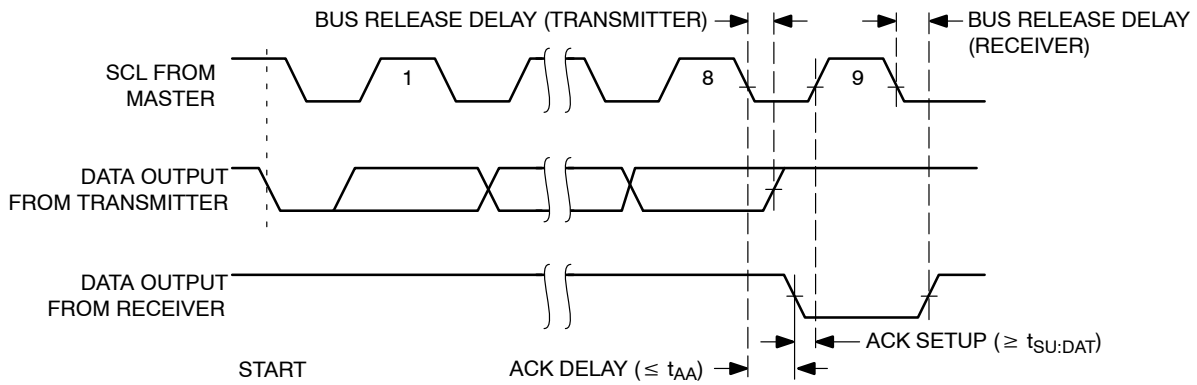 BUS RELEASE DELAY (TRANSMITTER)
BUS RELEASE DELAY
(RECEIVER)
SCL FROM
MASTER
1
8
9
DATA OUTPUT
FROM TRANSMITTER
DATA OUTPUT
FROM RECEIVER
START
ACK DELAY (≤ tAA)
ACK SETUP (≥ tSU:DAT)